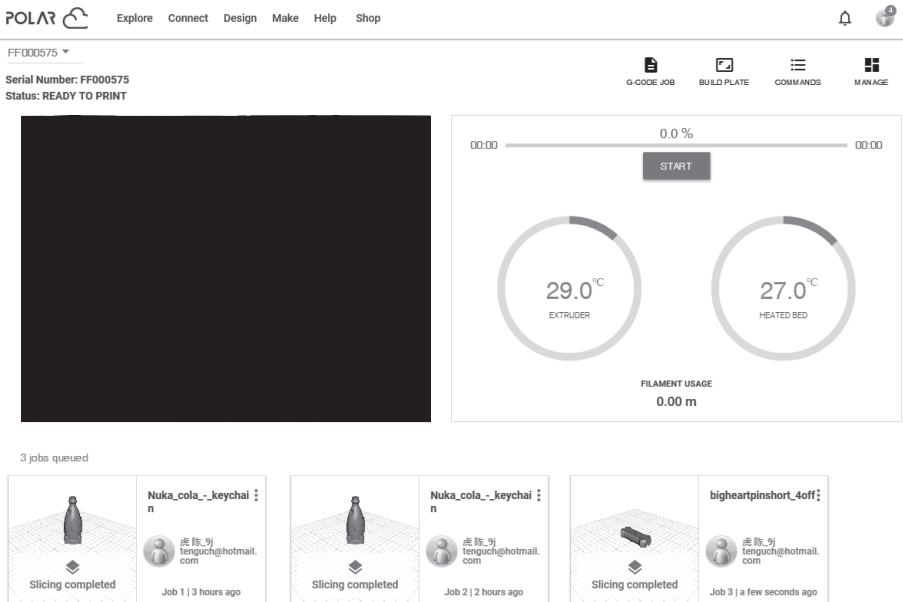 POLAR
Explore Connect Design Make Help Shop
4
FF000575
Serial Number: FF000575
Status: READY TO PRINT
G-CODE JOB BUILD PLATE COMMANDS MANAGE
0.0 %
00:00 00:00
START
29.0°C
EXTRUDER
27.0°C
HEATED BED
FILAMENT USAGE
0.00 m
3 jobs queued
Nuka_cola_-_keychai
n
虎 陈_9j
tenguch@hotmail.
com
Slicing completed
Job 1 | 3 hours ago
Nuka_cola_-_keychai
n
虎 陈_9j
tenguch@hotmail.
com
Slicing completed
Job 2 | 2 hours ago
bigheartpinshort_4off
虎 陈_9j
tenguch@hotmail.
com
Slicing completed
Job 3 | a few seconds ago